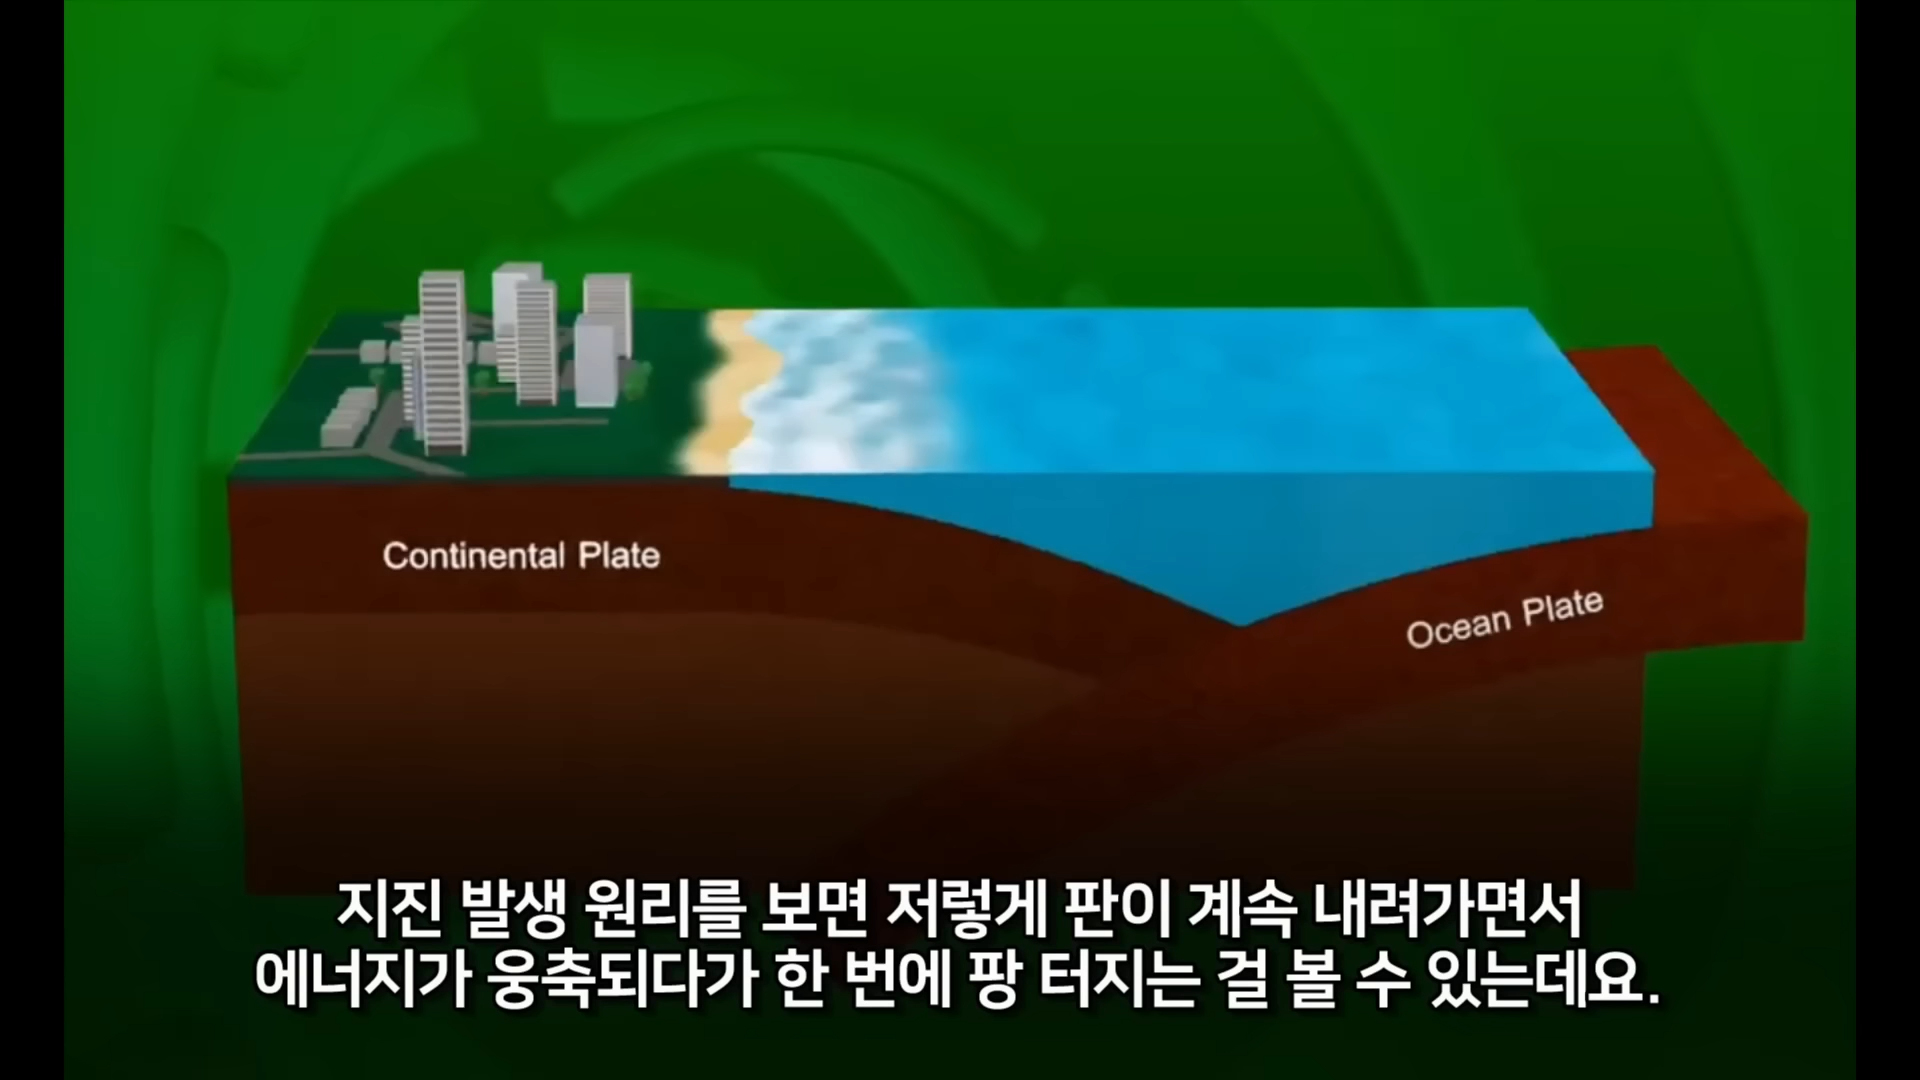 Continental Plate
Ocean Plate
지진 발생 원리를 보면 저렇게 판이 계속 내려가면서
에너지가 웅축되다가 한 번에 팡 터지는 걸 볼 수 있는데요.